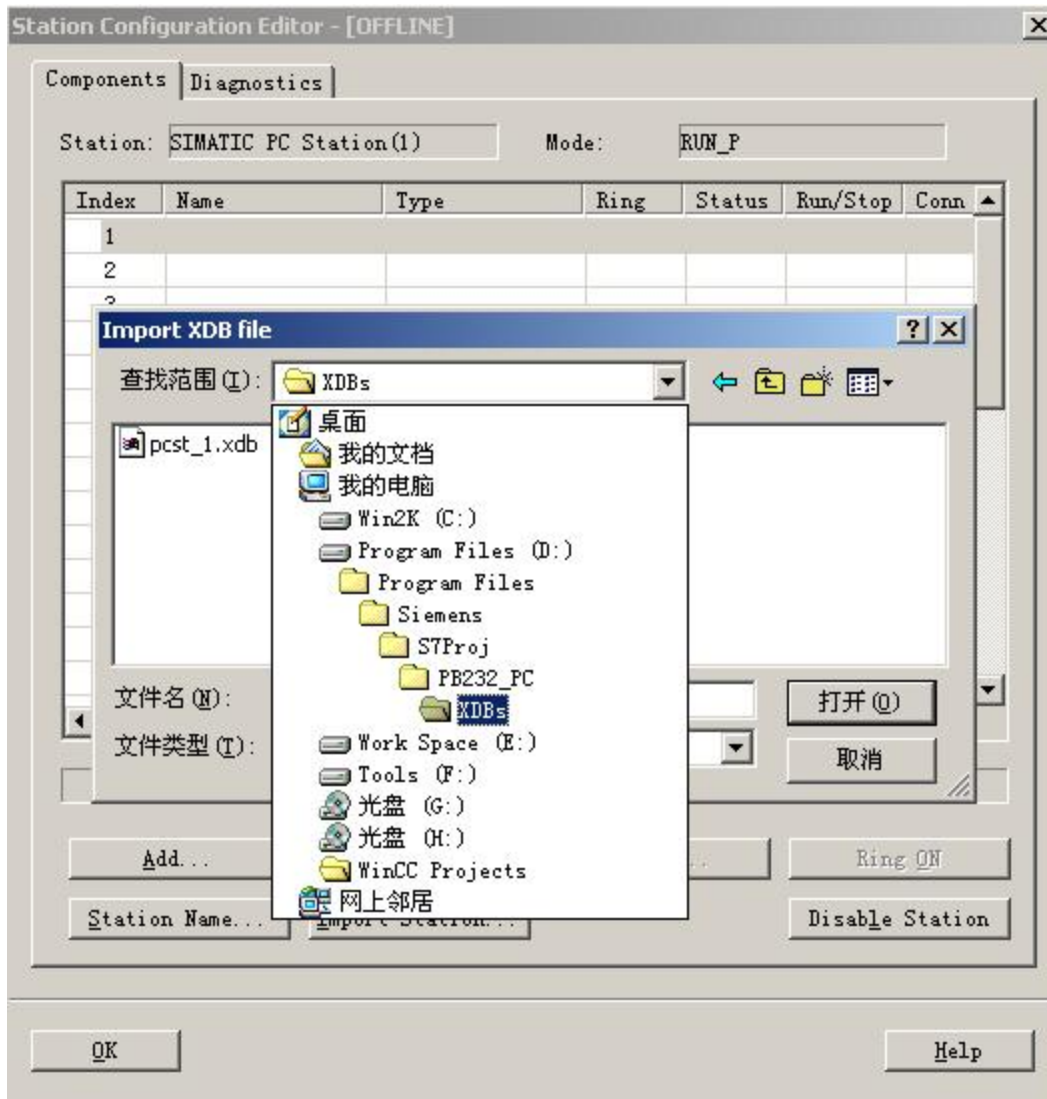 Station Configuration Editor - [OFFLINE]
Components Diagnostics
Station: SIMATIC PC Station(1) Mode: RUN_P
Index Name Type Ring Status Run/Stop Conn
1
2
3
Import XDB file
查找范围(I): XDBs
pcst_1.xdb
桌面
我的文档
我的电脑
Win2K (C:)
Program Files (D:)
Program Files
Siemens
S7Proj
PB232_PC
XDBs
Work Space (E:)
Tools (F:)
光盘 (G:)
光盘 (H:)
WinCC Projects
网上邻居
文件名(N): 打开(O)
文件类型(T): 取消
Add... Ring ON
Station Name... Import Station... Disable Station
OK Help